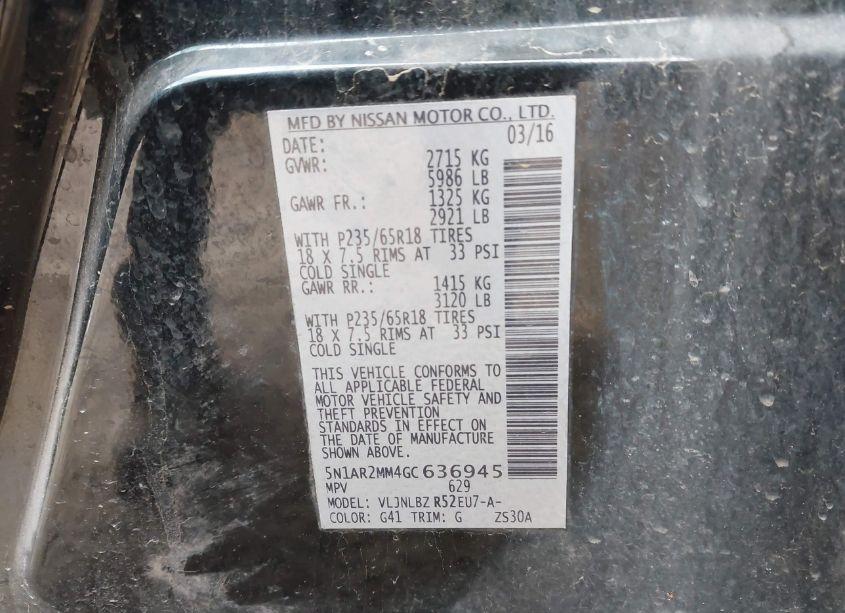 MFD BY NISSAN MOTOR CO., LTD.
DATE: 03/16
GVWR: 2715 KG
5986 LB
GAWR FR.: 1325 KG
2921 LB
WITH P235/65R18 TIRES
18 X 7.5 RIMS AT 33 PSI
COLD SINGLE
GAWR RR.: 1415 KG
3120 LB
WITH P235/65R18 TIRES
18 X 7.5 RIMS AT 33 PSI
COLD SINGLE
THIS VEHICLE CONFORMS TO
ALL APPLICABLE FEDERAL
MOTOR VEHICLE SAFETY AND
THEFT PREVENTION
STANDARDS IN EFFECT ON
THE DATE OF MANUFACTURE
SHOWN ABOVE.
5N1AR2MM4GC636945
MPV 629
MODEL: VLJNLBZ R52EU7-A-
COLOR: G41 TRIM: G ZS30A